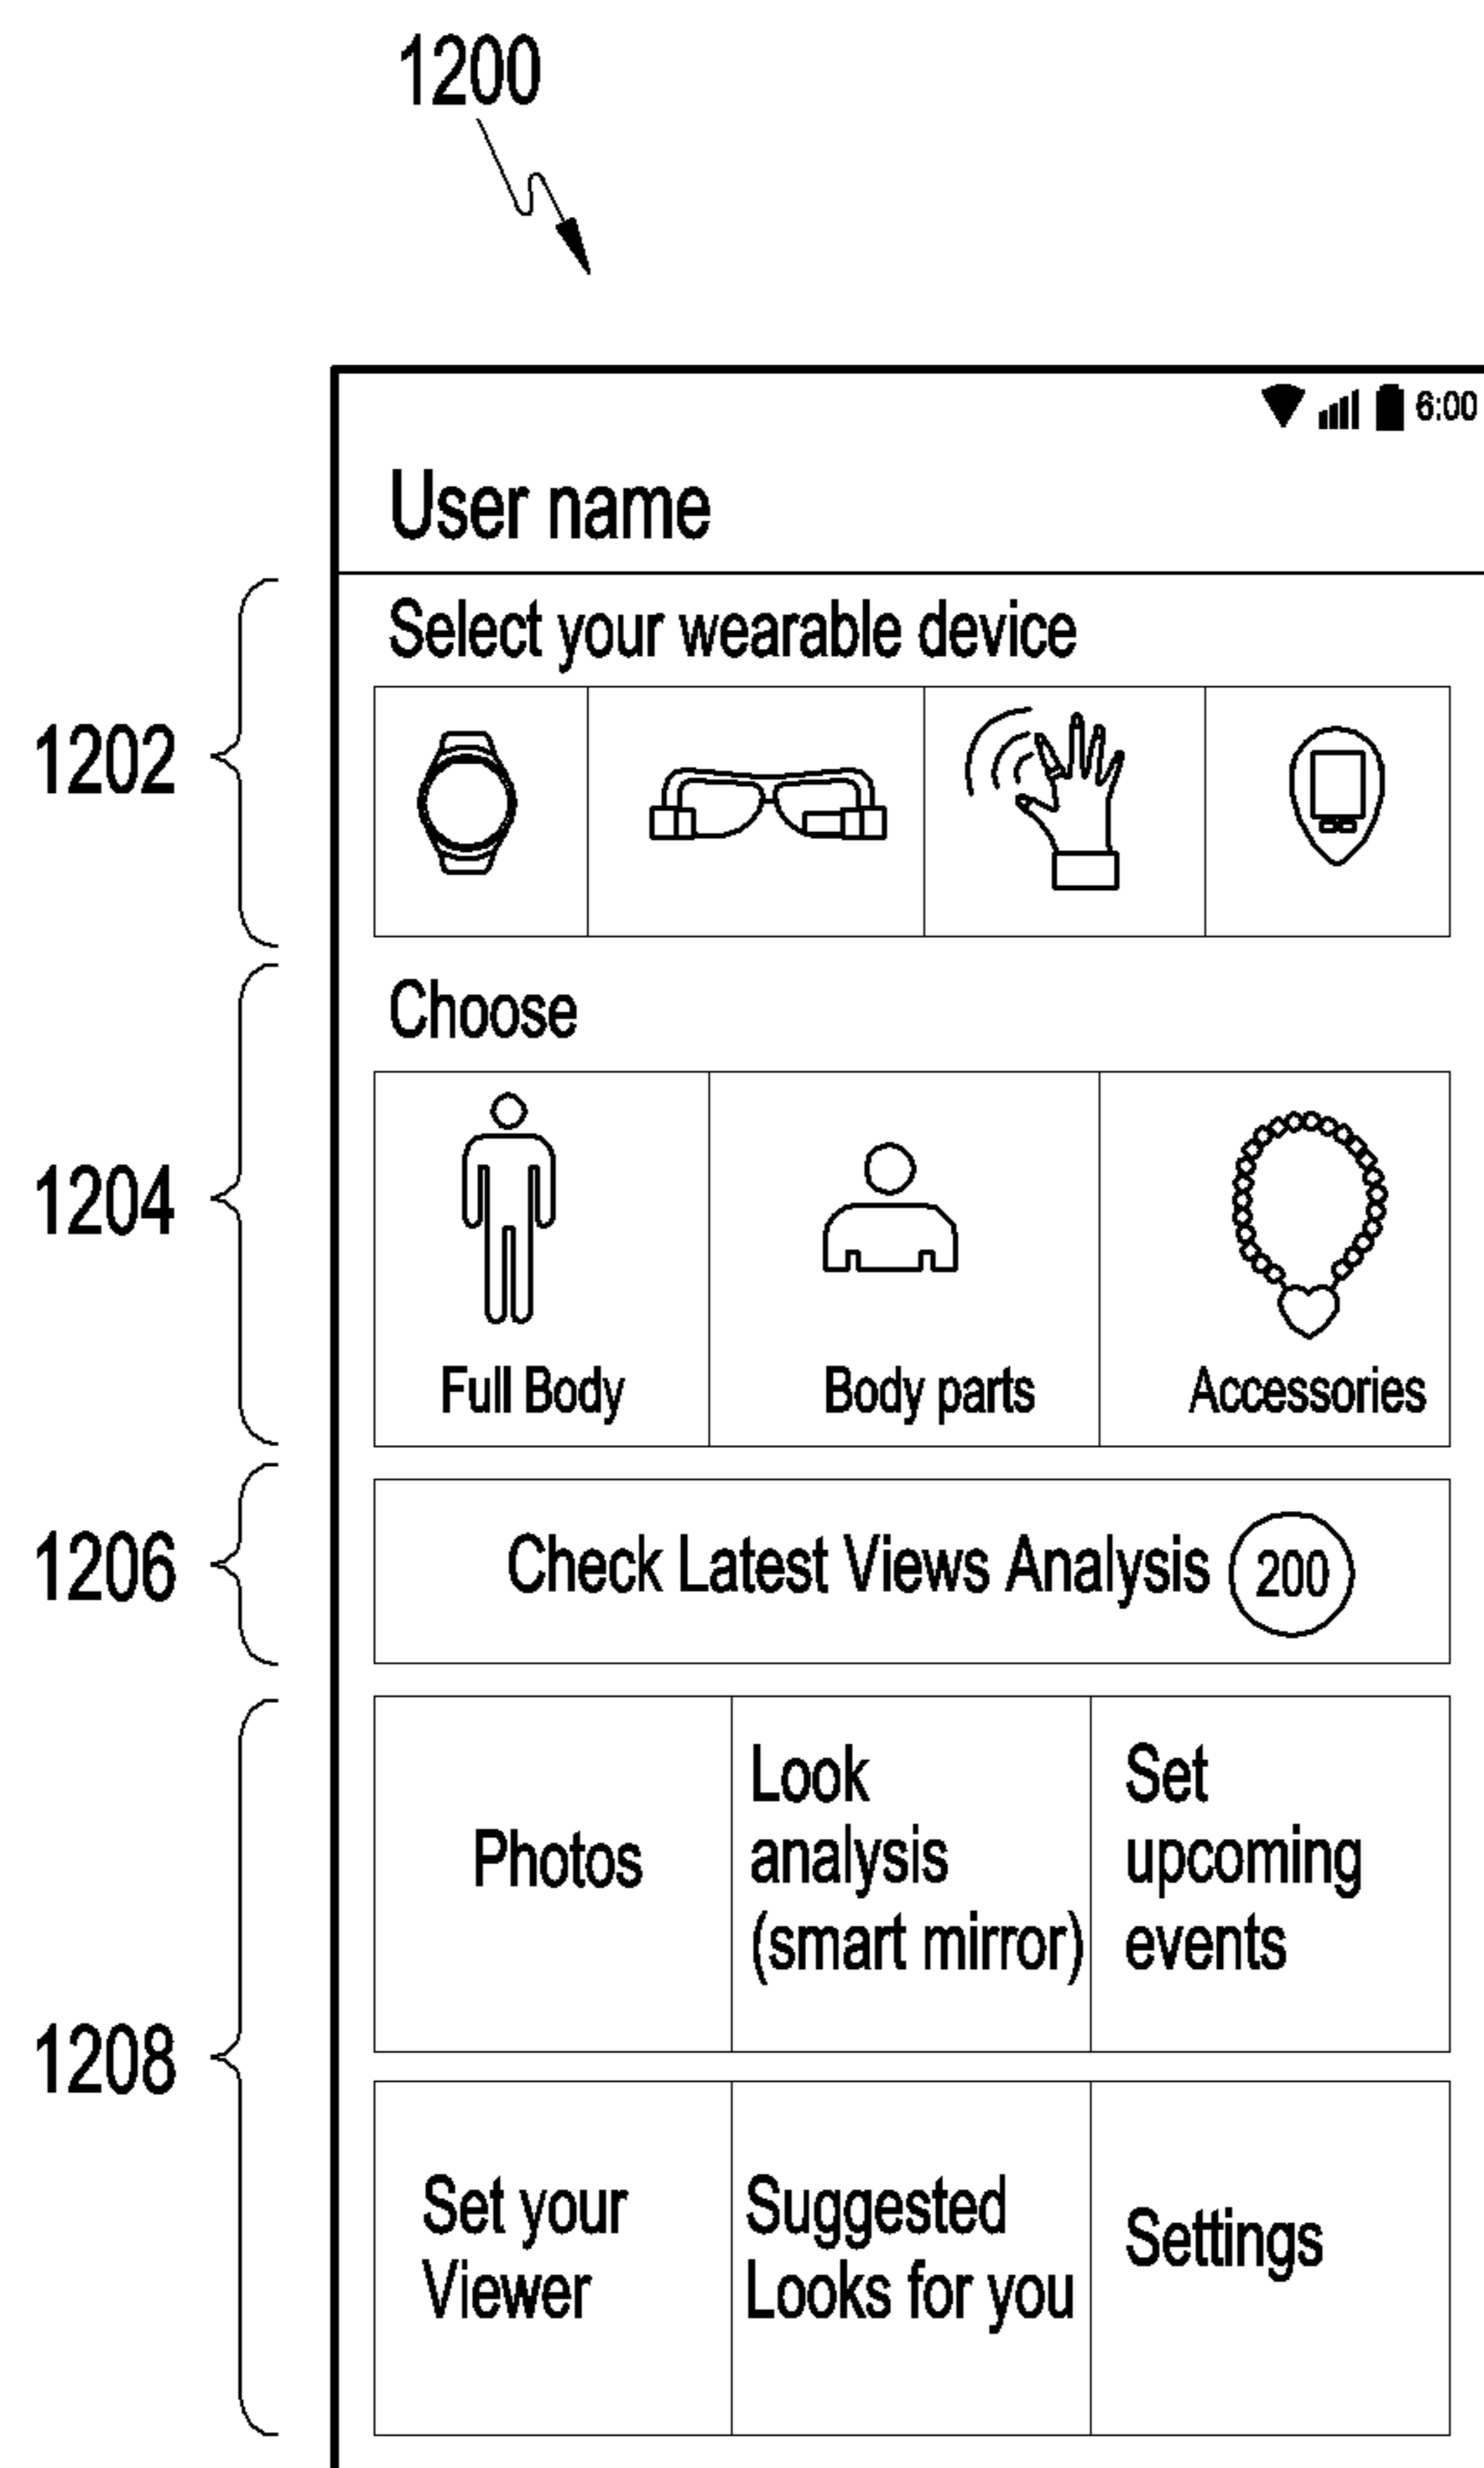 1200
6:00
User name
1202
Select your wearable device
1204
Choose
Full Body
Body parts
Accessories
1206
Check Latest Views Analysis 200
1208
Photos
Look
analysis
(smart mirror)
Set
upcoming
events
Set your
Viewer
Suggested
Looks for you
Settings